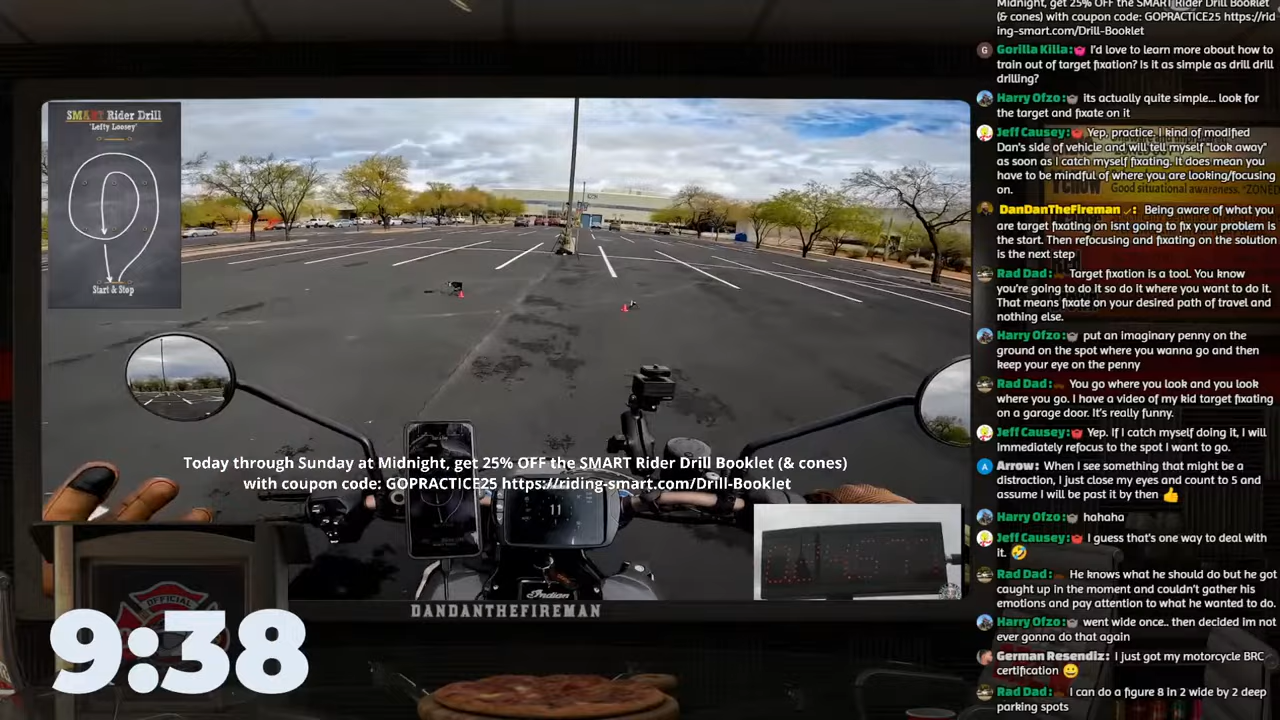 SMART Rider Drill
'Lefty Loosey'
Start & Stop
11
Indian
Today through Sunday at Midnight, get 25% OFF the SMART Rider Drill Booklet (& cones)
with coupon code: GOPRACTICE25 https://riding-smart.com/Drill-Booklet
DANDANTHEFIREMAN
OFFICIAL
9:38
Midnight, get 25% OFF the SMART Rider Drill Booklet
(& cones) with coupon code: GOPRACTICE25 https://rid
ing-smart.com/Drill-Booklet
G Gorilla Killa: I'd love to learn more about how to
train out of target fixation? Is it as simple as drill drill
drilling?
Harry Ofzo: its actually quite simple... look for
the target and fixate on it
Jeff Causey: Yep, practice. I kind of modified
Dan's side of vehicle and will tell myself "look away"
as soon as I catch myself fixating. It does mean you
have to be mindful of where you are looking/focusing
on.
Good situational awareness. "ZONED
DanDanTheFireman: Being aware of what you
are target fixating on isnt going to fix your problem is
the start. Then refocusing and fixating on the solution
is the next step
Rad Dad: Target fixation is a tool. You know
you're going to do it so do it where you want to do it.
That means fixate on your desired path of travel and
nothing else.
Harry Ofzo: put an imaginary penny on the
ground on the spot where you wanna go and then
keep your eye on the penny
Rad Dad: You go where you look and you look
where you go. I have a video of my kid target fixating
on a garage door. It's really funny.
Jeff Causey: Yep. If I catch myself doing it, I will
immediately refocus to the spot I want to go.
A Arrow: When I see something that might be a
distraction, I just close my eyes and count to 5 and
assume I will be past it by then 👍
Harry Ofzo: hahaha
Jeff Causey: I guess that's one way to deal with
it. 🤣
Rad Dad: He knows what he should do but he got
caught up in the moment and couldn't gather his
emotions and pay attention to what he wanted to do.
Harry Ofzo: went wide once.. then decided im not
ever gonna do that again
German Resendiz: I just got my motorcycle BRC
certification 🙂
Rad Dad: I can do a figure 8 in 2 wide by 2 deep
parking spots